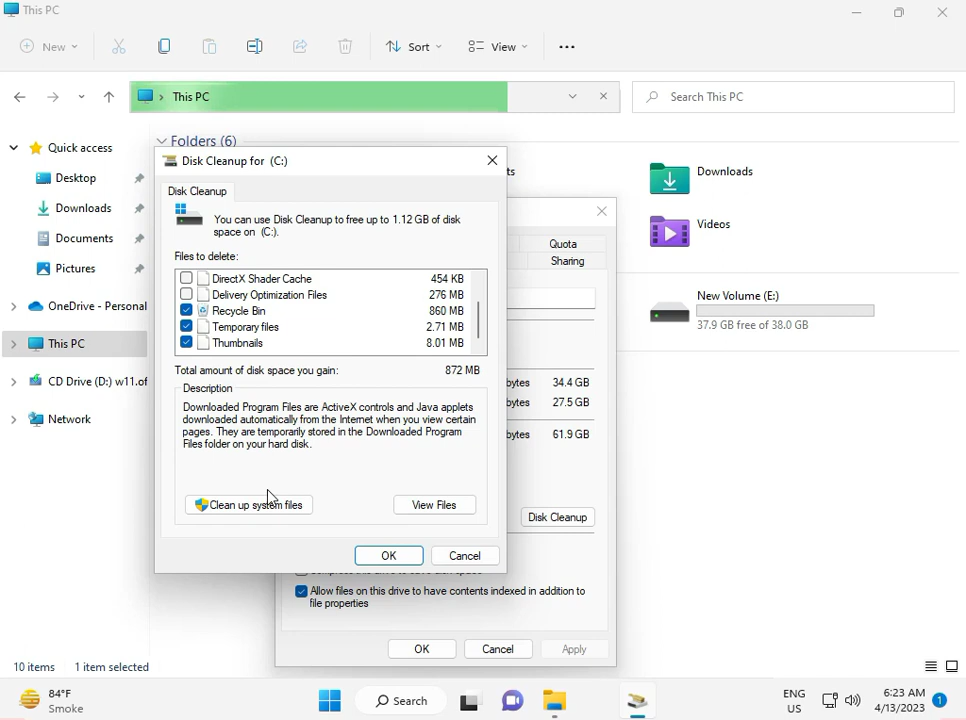 This PC
New
Sort
View
This PC
Search This PC
Folders (6)
Quack access
Desktop
Downloads
Documents
Pictures
OneDrive - Personal
This PC
CD Drive (D:) w11.of
Network
ts
Downloads
Videos
New Volume (E:)
37.9 GB free of 38.0 GB
Disk Cleanup for (C:)
Disk Cleanup
You can use Disk Cleanup to free up to 1.12 GB of disk
space on (C:).
Files to delete:
DirectX Shader Cache 454 KB
Delivery Optimization Files 276 MB
Recycle Bin 860 MB
Temporary files 2.71 MB
Thumbnails 8.01 MB
Total amount of disk space you gain: 872 MB
Description
Downloaded Program Files are ActiveX controls and Java applets
downloaded automatically from the Internet when you view certain
pages. They are temporarily stored in the Downloaded Program
Files folder on your hard disk.
Clean up system files
View Files
OK
Cancel
Quota
Sharing
bytes 34.4 GB
bytes 27.5 GB
bytes 61.9 GB
Disk Cleanup
Allow files on this drive to have contents indexed in addition to
file properties
OK
Cancel
Apply
10 items
1 item selected
84°F
Smoke
Search
ENG
US
6:23 AM
4/13/2023
1